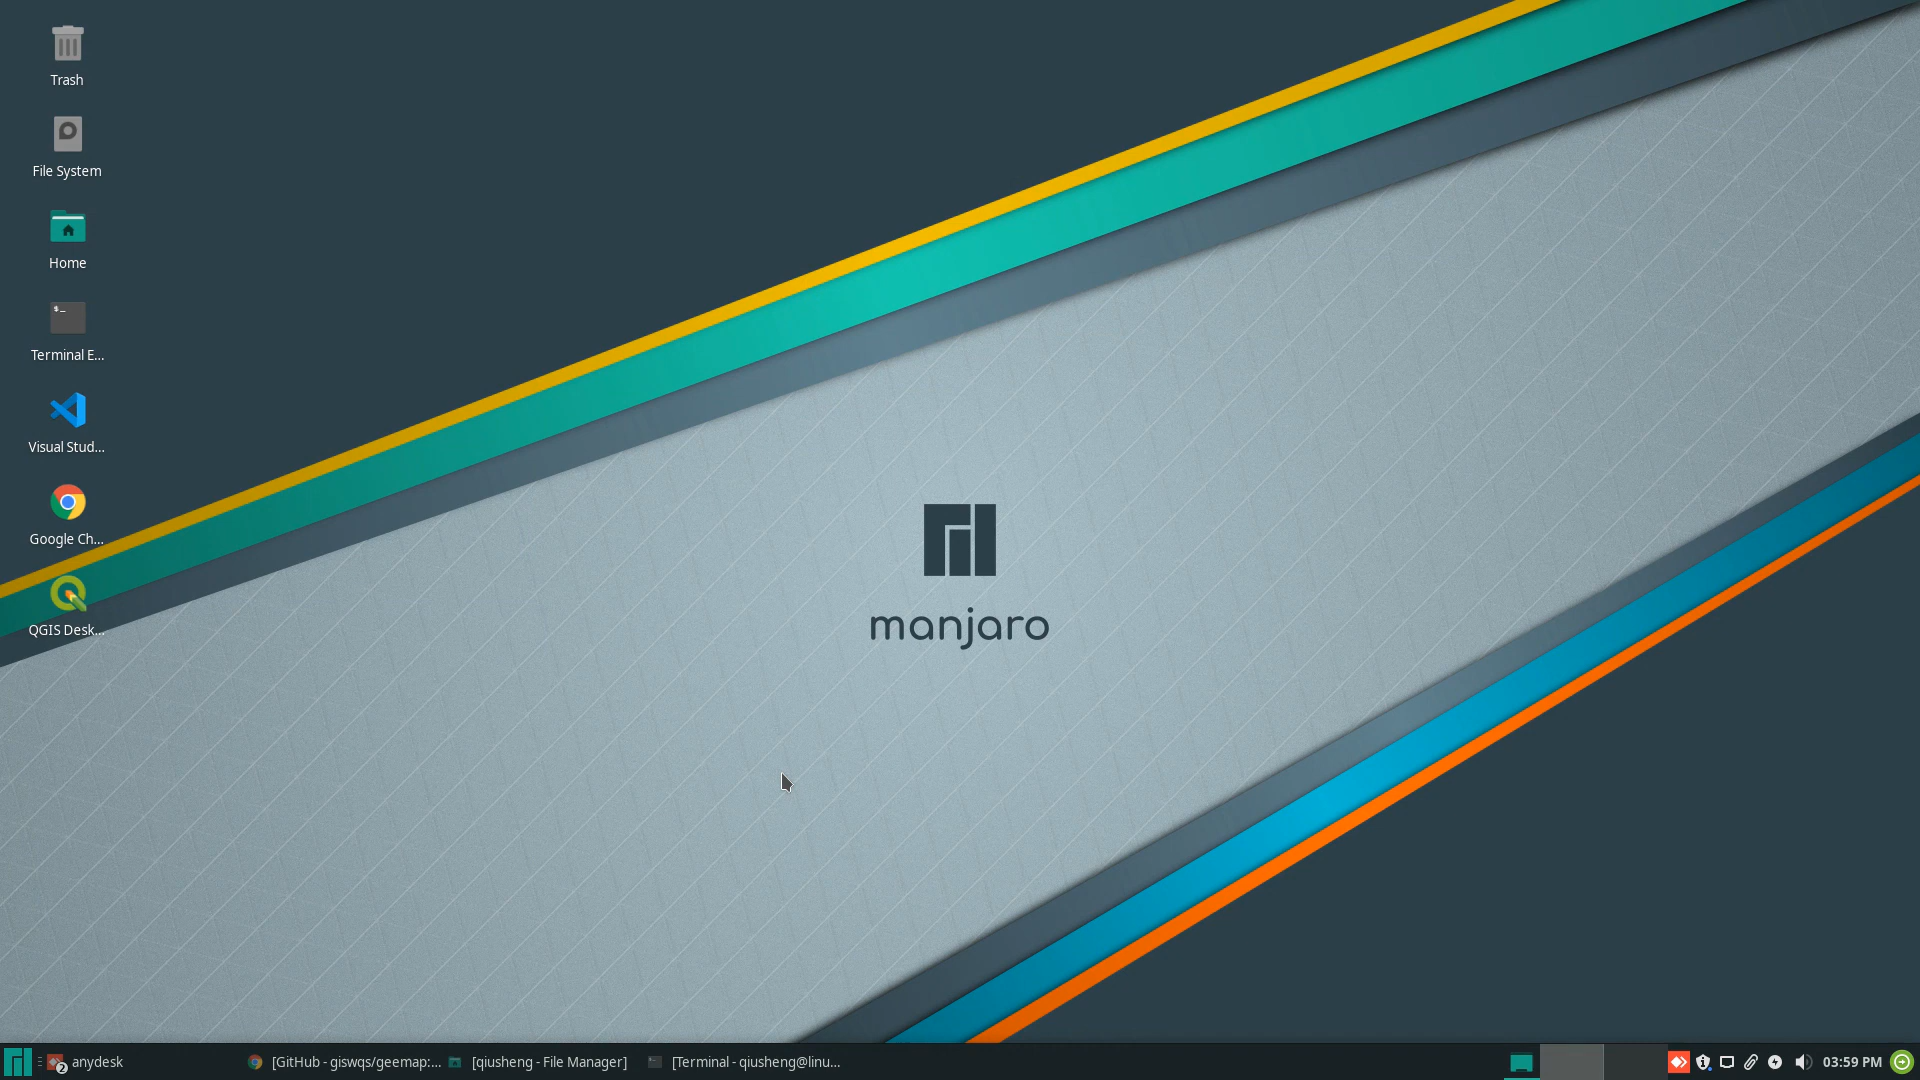 Trash
File System
Home
$-
Terminal E...
Visual Stud...
Google Ch...
QGIS Desk...
manjaro
2 anydesk
[GitHub - giswqs/geemap:...
[qiusheng - File Manager]
[Terminal - qiusheng@linu...
03:59 PM